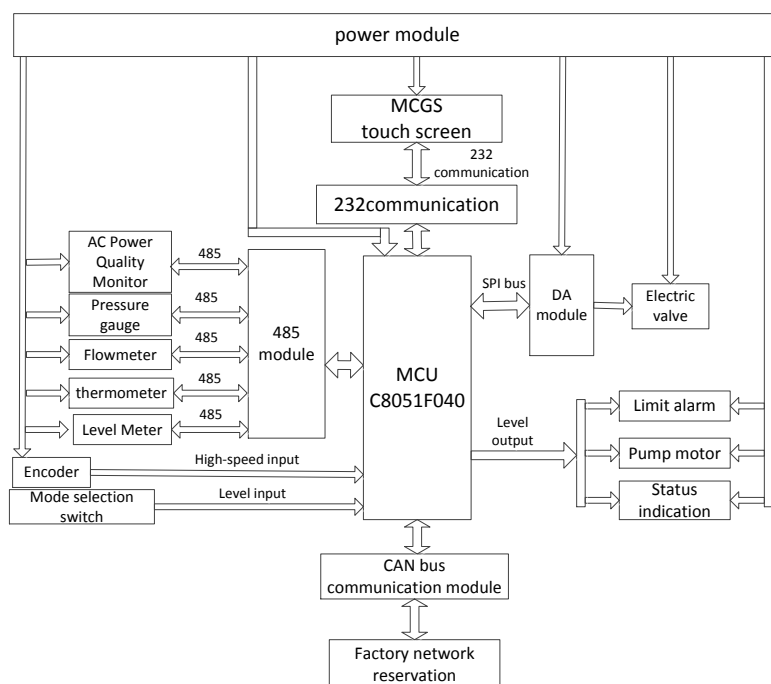 power module
MCGS
touch screen
232
communication
232communication
AC Power
Quality
Monitor
485
Pressure
gauge
485
Flowmeter
485
thermometer
485
Level Meter
485
485
module
MCU
C8051F040
SPI bus
DA
module
Electric
valve
Level
output
Limit alarm
Pump motor
Status
indication
Encoder
High-speed input
Mode selection
switch
Level input
CAN bus
communication module
Factory network
reservation